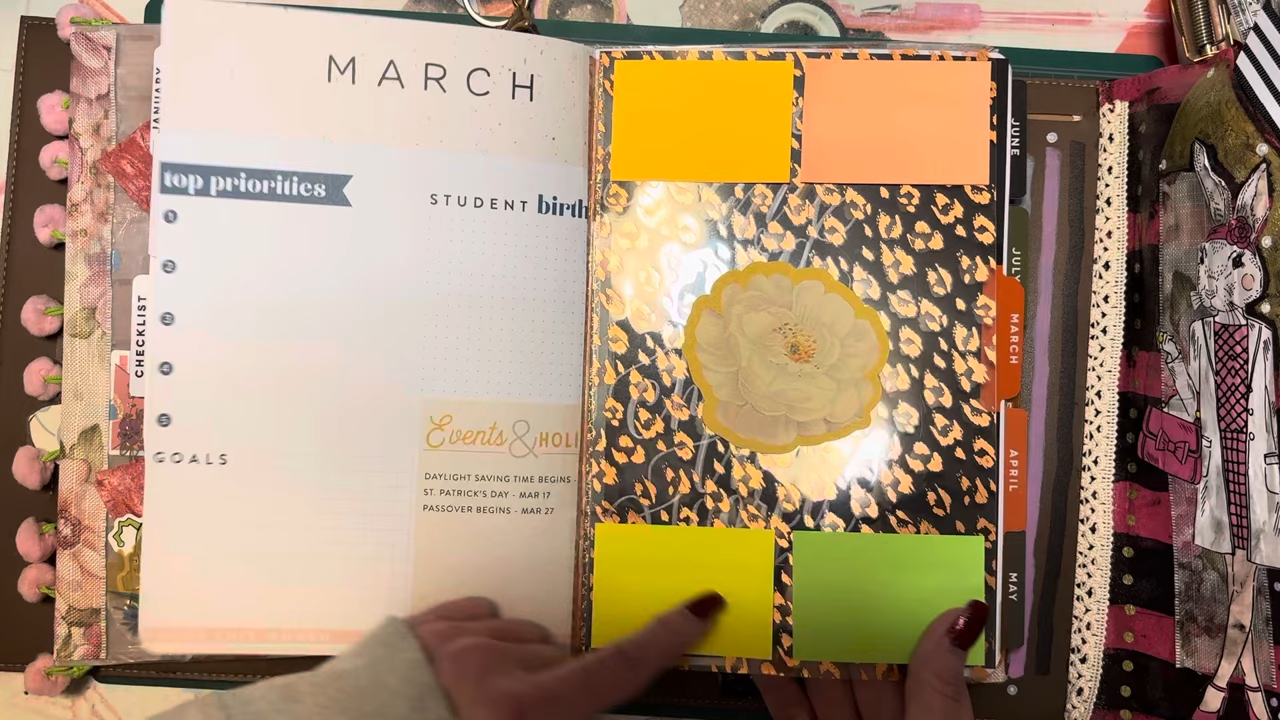 JANUARY
MARCH
top priorities
STUDENT birth
1
2
3
4
5
CHECKLIST
GOALS
Events & HOLI
DAYLIGHT SAVING TIME BEGINS -
ST. PATRICK'S DAY - MAR 17
PASSOVER BEGINS - MAR 27
JUNE
JULY
MARCH
APRIL
MAY